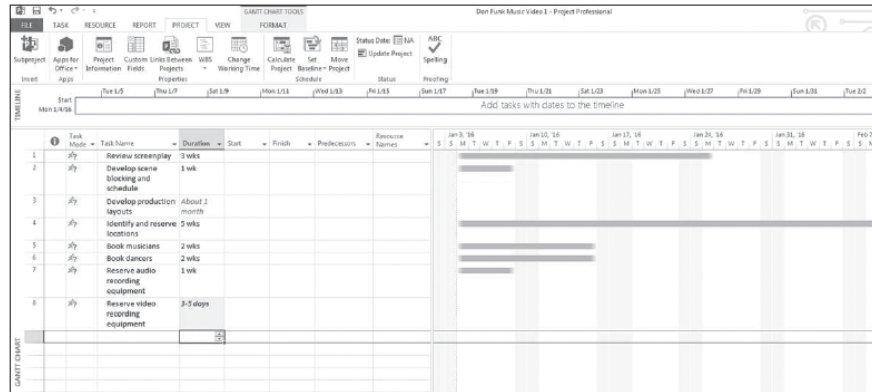 GANTT CHART TOOLS
Don Funk Music Video 1 - Project Professional
FILE TASK RESOURCE REPORT PROJECT VIEW FORMAT
Status Date: NA
Update Project
Subproject
Apps for Office
Project Information
Custom Fields
Links Between Projects
WBS
Change Working Time
Calculate Project
Set Baseline
Move Project
ABC
Spelling
Insert Apps Properties Schedule Status Proofing
TIMELINE
Start
Mon 1/4/16
Tue 1/5 Thu 1/7 Sat 1/9 Mon 1/11 Wed 1/13 Fri 1/15 Sun 1/17 Tue 1/19 Thu 1/21 Sat 1/23 Mon 1/25 Wed 1/27 Fri 1/29 Sun 1/31 Tue 2/2
Add tasks with dates to the timeline
Task Mode Task Name Duration Start Finish Predecessors Resource Names
Jan 3, '16 Jan 10, '16 Jan 17, '16 Jan 24, '16 Jan 31, '16 Feb 7
S S M T W T F S S M T W T F S S M T W T F S S M T W T F S S M T W T F S S M
1 Review screenplay 3 wks
2 Develop scene 1 wk
blocking and
schedule
3 Develop production About 1
layouts month
4 Identify and reserve 5 wks
locations
5 Book musicians 2 wks
6 Book dancers 2 wks
7 Reserve audio 1 wk
recording
equipment
8 Reserve video 3-5 days
recording
equipment
GANTT CHART